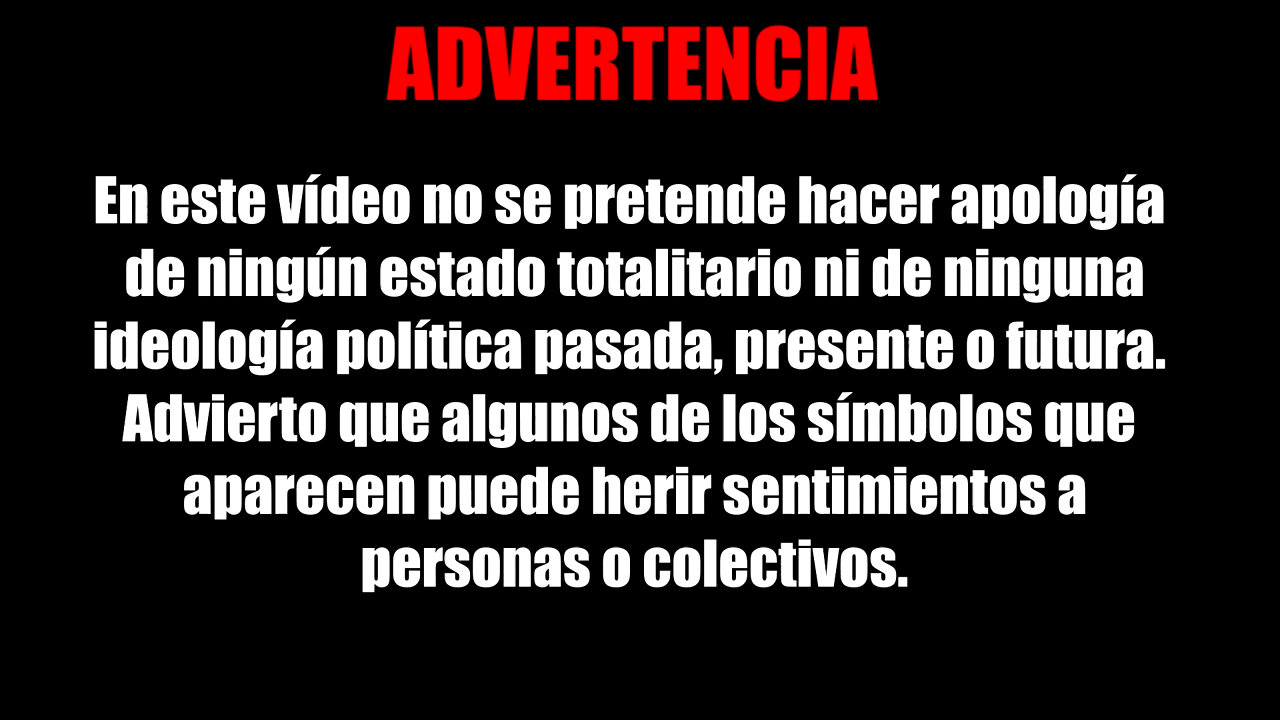 ADVERTENCIA
En este vídeo no se pretende hacer apología
de ningún estado totalitario ni de ninguna
ideología política pasada, presente o futura.
Advierto que algunos de los símbolos que
aparecen puede herir sentimientos a
personas o colectivos.